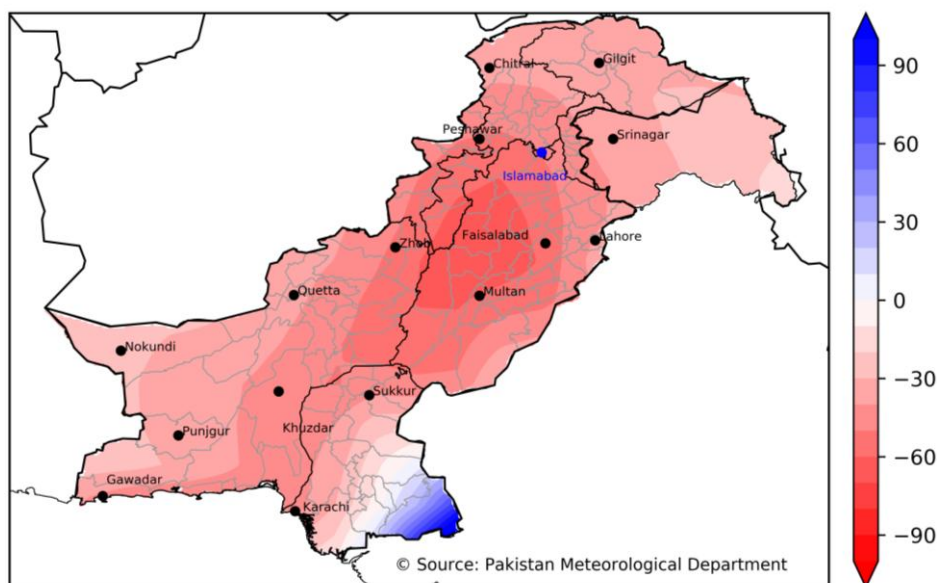 Chitral
Gilgit
Peshawar
Srinagar
Islamabad
Zhob
Faisalabad
Lahore
Quetta
Multan
Nokundi
Sukkur
Khuzdar
Punjgur
Gawadar
Karachi
© Source: Pakistan Meteorological Department
90
60
30
0
−30
−60
−90